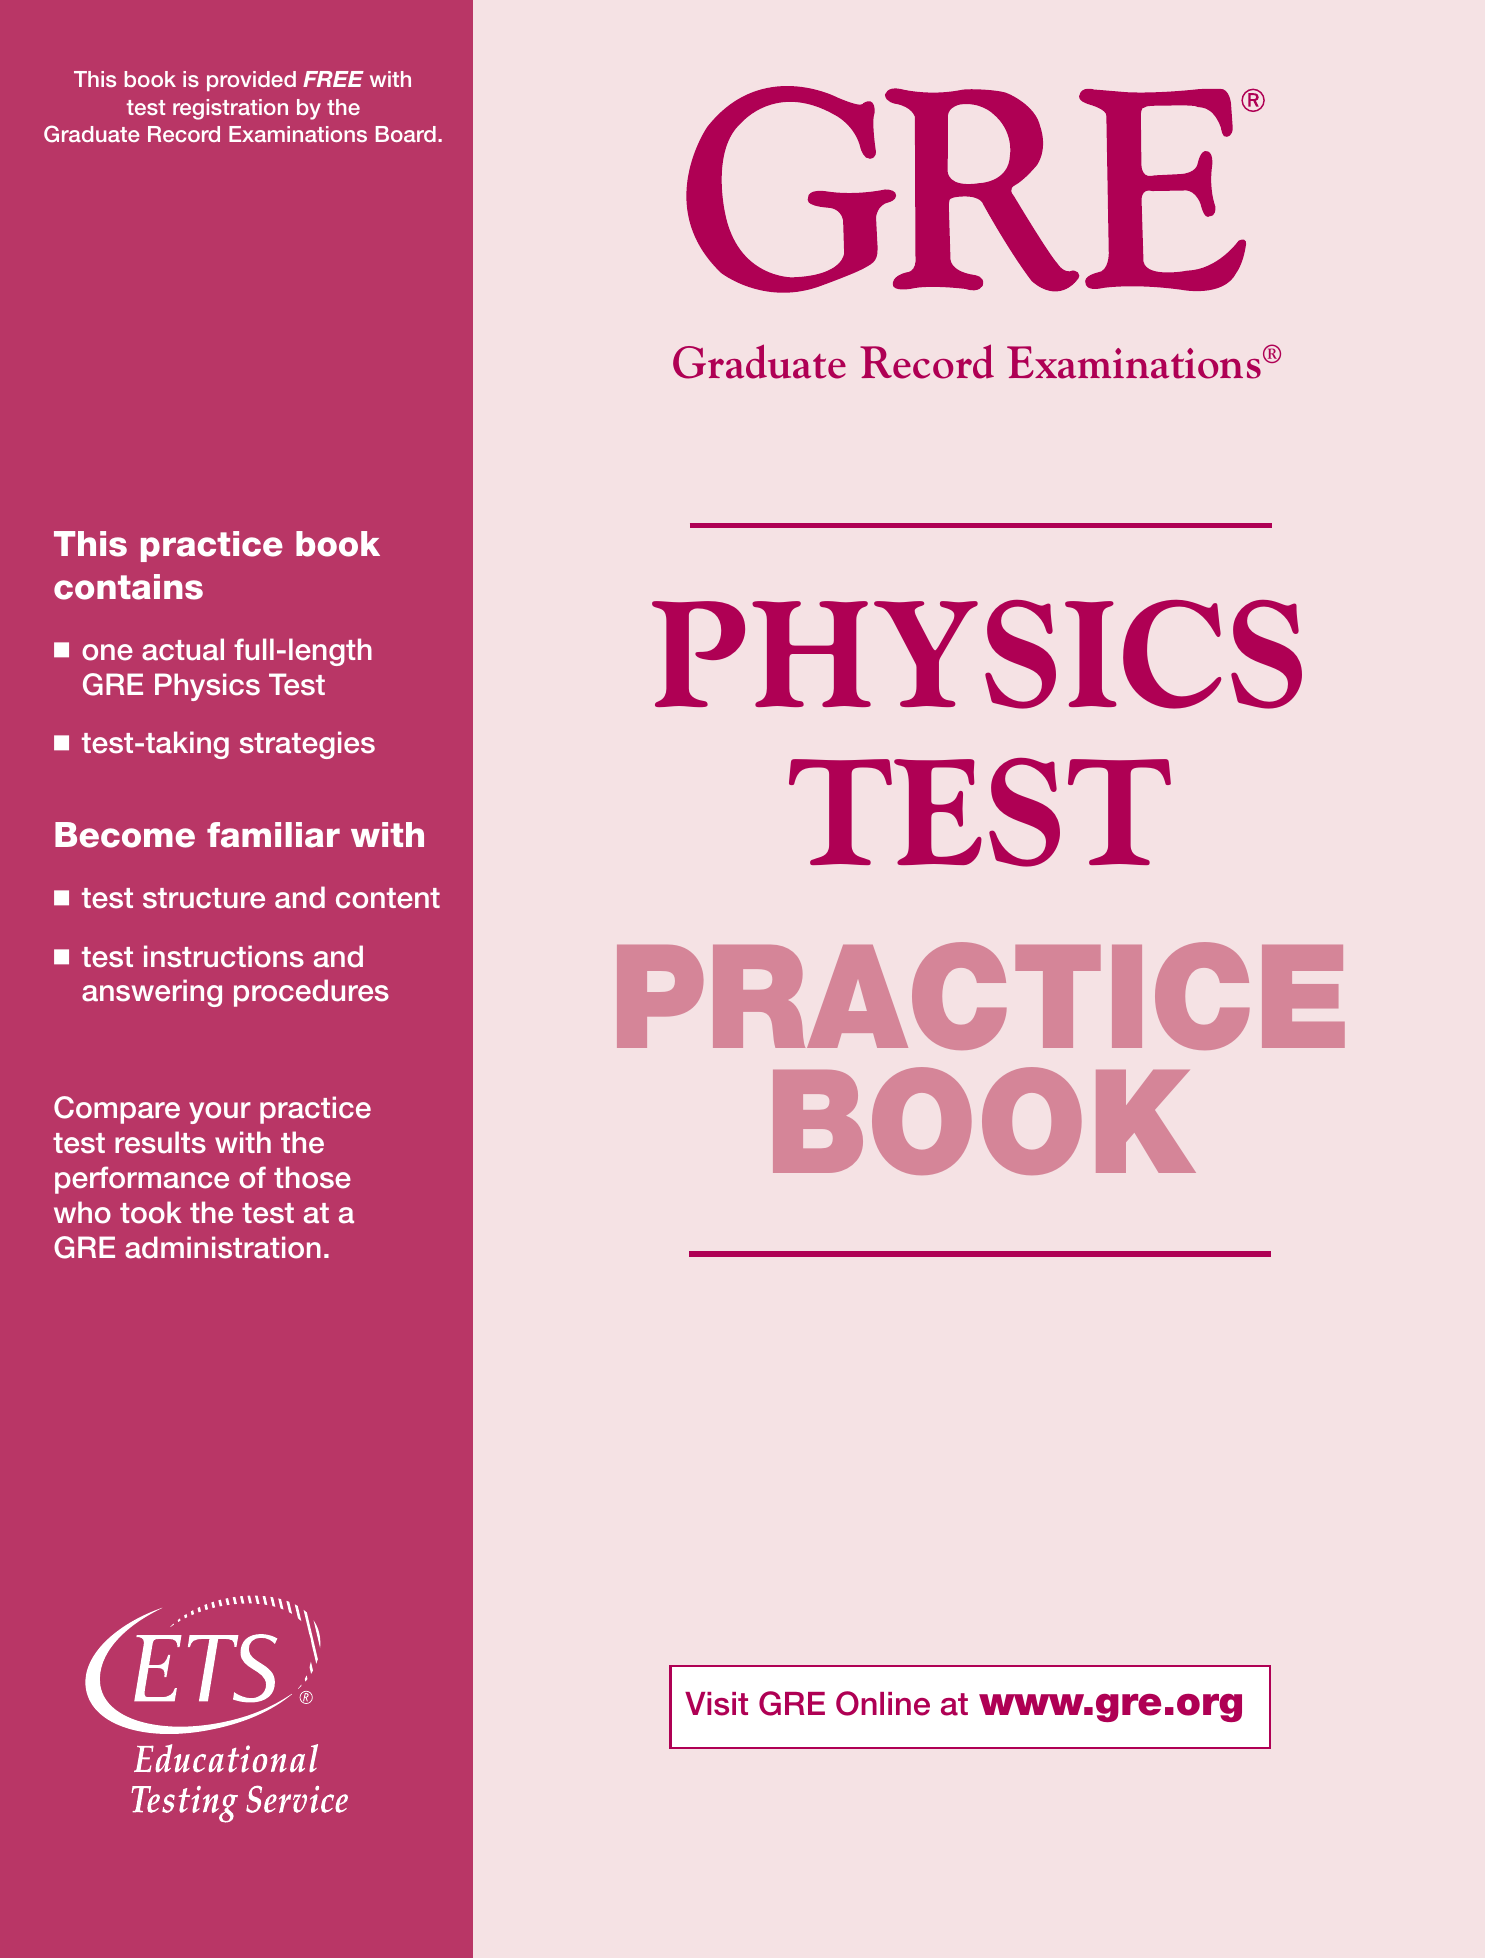 This book is provided FREE with
test registration by the
Graduate Record Examinations Board.
This practice book
contains
■ one actual full-length
GRE Physics Test
■ test-taking strategies
Become familiar with
■ test structure and content
■ test instructions and
answering procedures
Compare your practice
test results with the
performance of those
who took the test at a
GRE administration.
ETS®
Educational
Testing Service
GRE®
Graduate Record Examinations®
PHYSICS
TEST
PRACTICE
BOOK
Visit GRE Online at www.gre.org